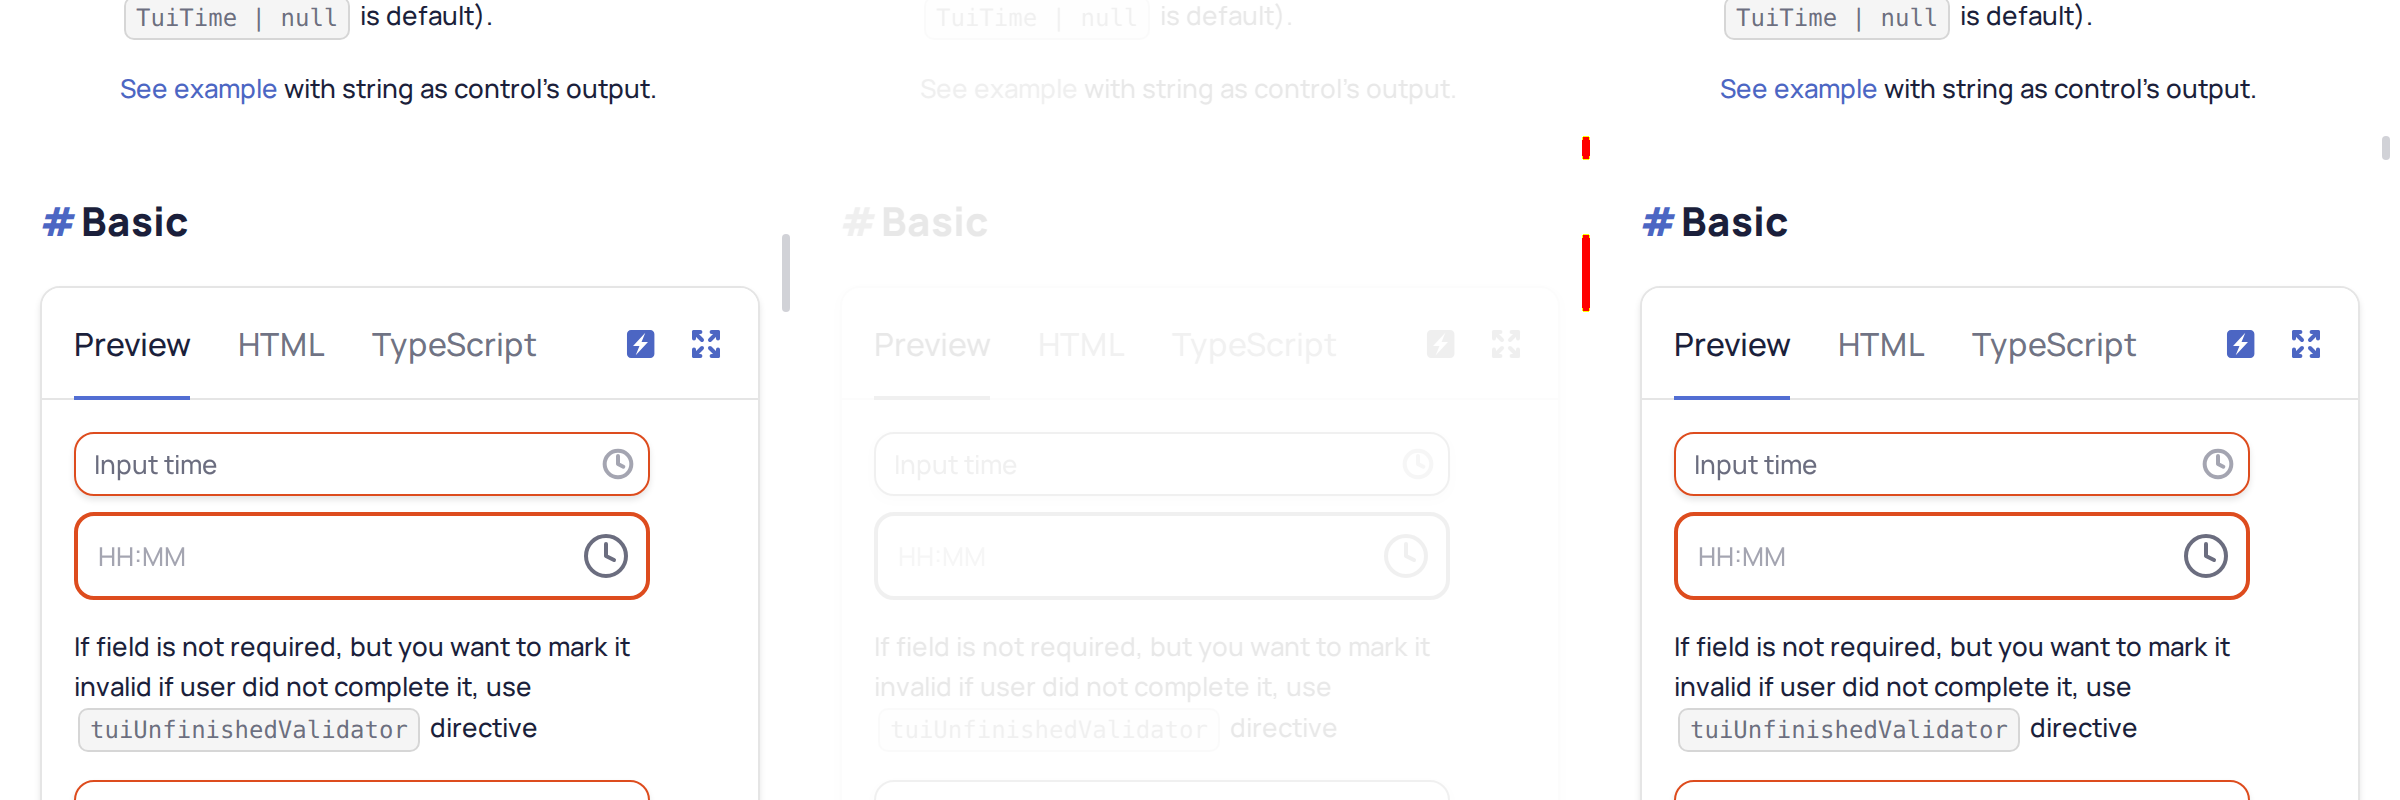 TuiTime | null is default).
See example with string as control's output.
# Basic
Preview HTML TypeScript
Input time
HH:MM
If field is not required, but you want to mark it
invalid if user did not complete it, use
tuiUnfinishedValidator directive
TuiTime | null is default).
See example with string as control's output.
# Basic
Preview HTML TypeScript
Input time
HH:MM
If field is not required, but you want to mark it
invalid if user did not complete it, use
tuiUnfinishedValidator directive
TuiTime | null is default).
See example with string as control's output.
# Basic
Preview HTML TypeScript
Input time
HH:MM
If field is not required, but you want to mark it
invalid if user did not complete it, use
tuiUnfinishedValidator directive